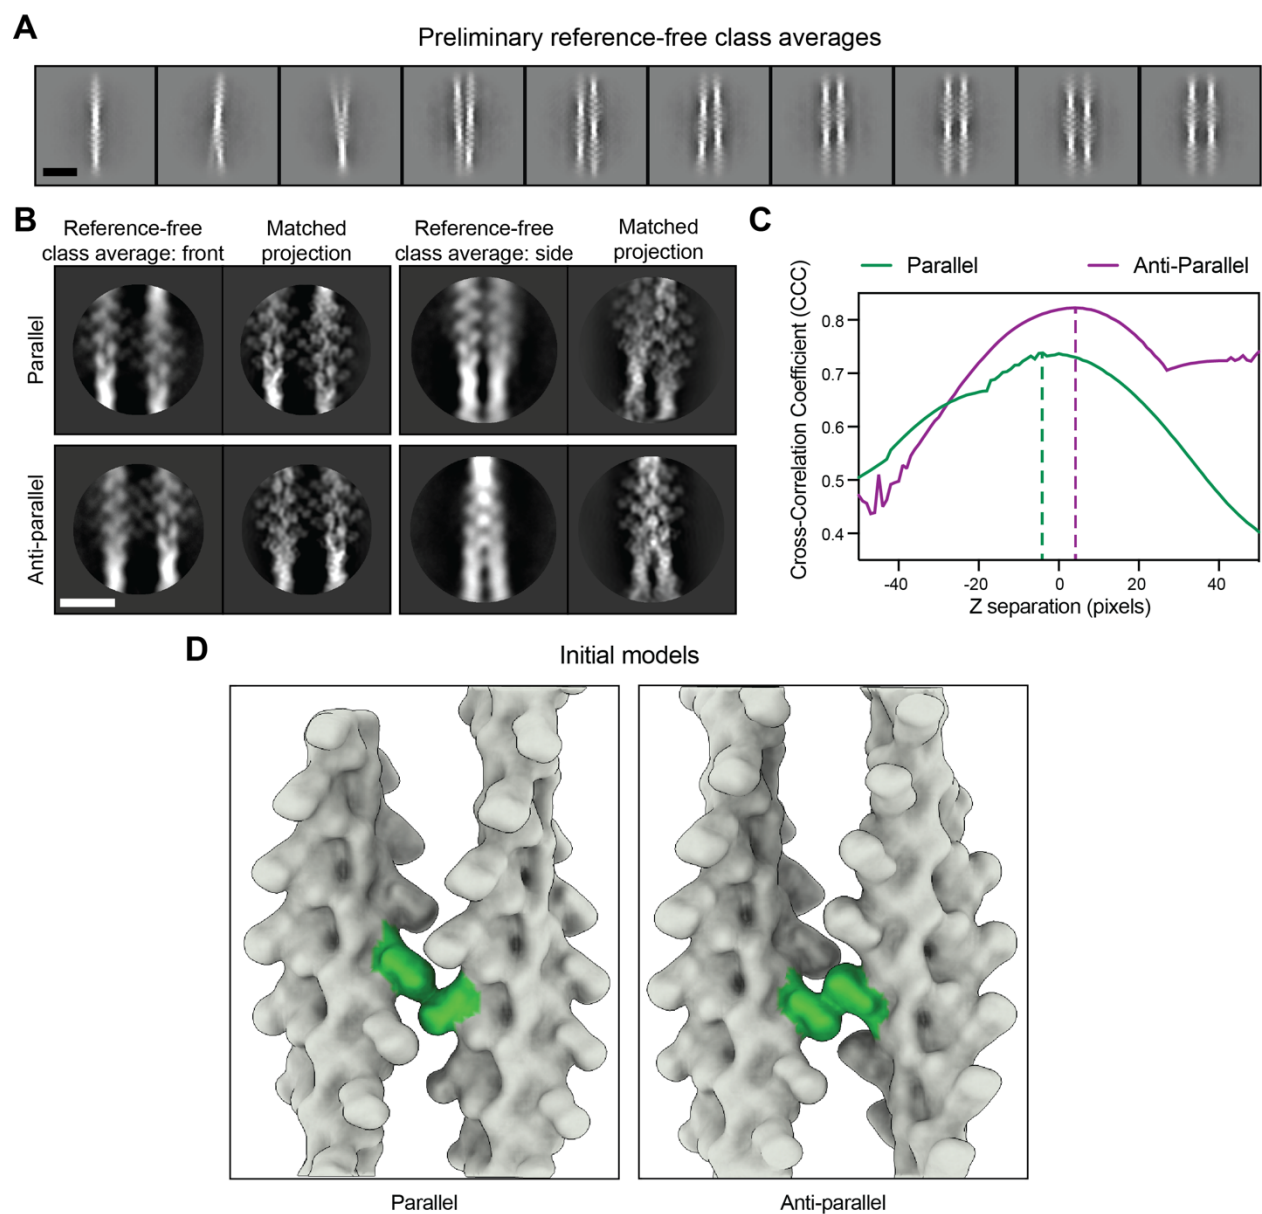 A
Preliminary reference-free class averages
B
Reference-free
class average: front
Matched
projection
Reference-free
class average: side
Matched
projection
Parallel
Anti-parallel
C
Parallel
Anti-Parallel
Cross-Correlation Coefficient (CCC)
0.8
0.7
0.6
0.5
0.4
-40
-20
0
20
40
Z separation (pixels)
D
Initial models
Parallel
Anti-parallel